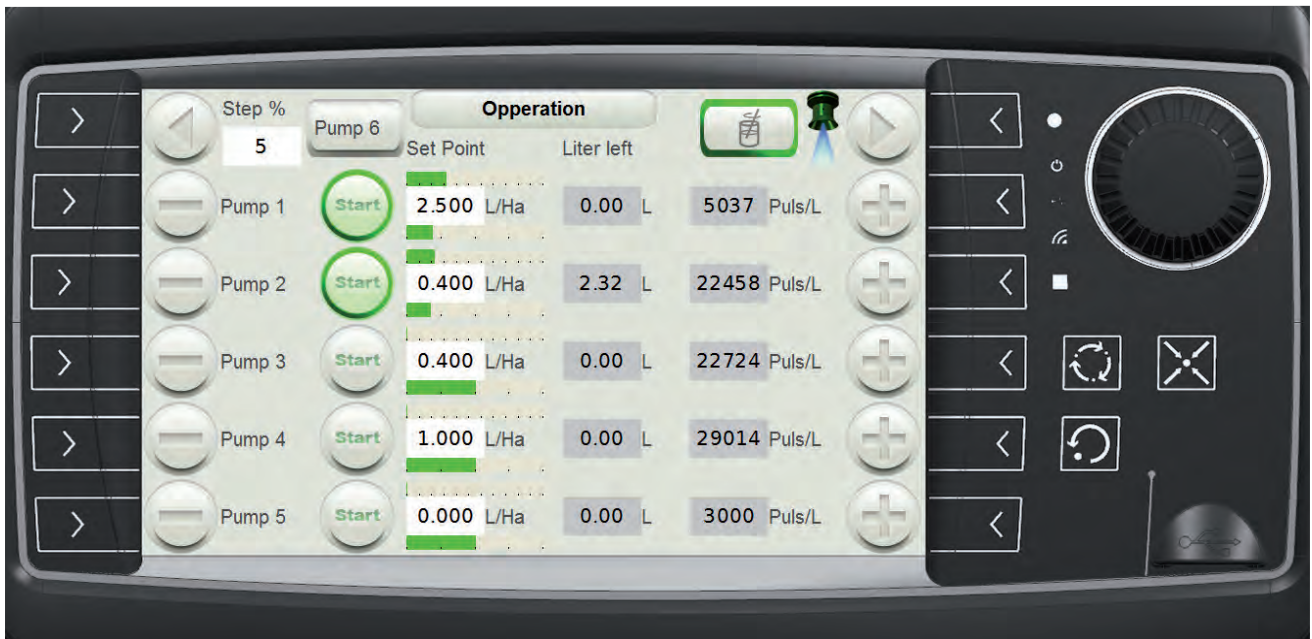 Step %
5
Pump 6
Opperation
Set Point
Liter left
Pump 1 Start 2.500 L/Ha 0.00 L 5037 Puls/L
Pump 2 Start 0.400 L/Ha 2.32 L 22458 Puls/L
Pump 3 Start 0.400 L/Ha 0.00 L 22724 Puls/L
Pump 4 Start 1.000 L/Ha 0.00 L 29014 Puls/L
Pump 5 Start 0.000 L/Ha 0.00 L 3000 Puls/L